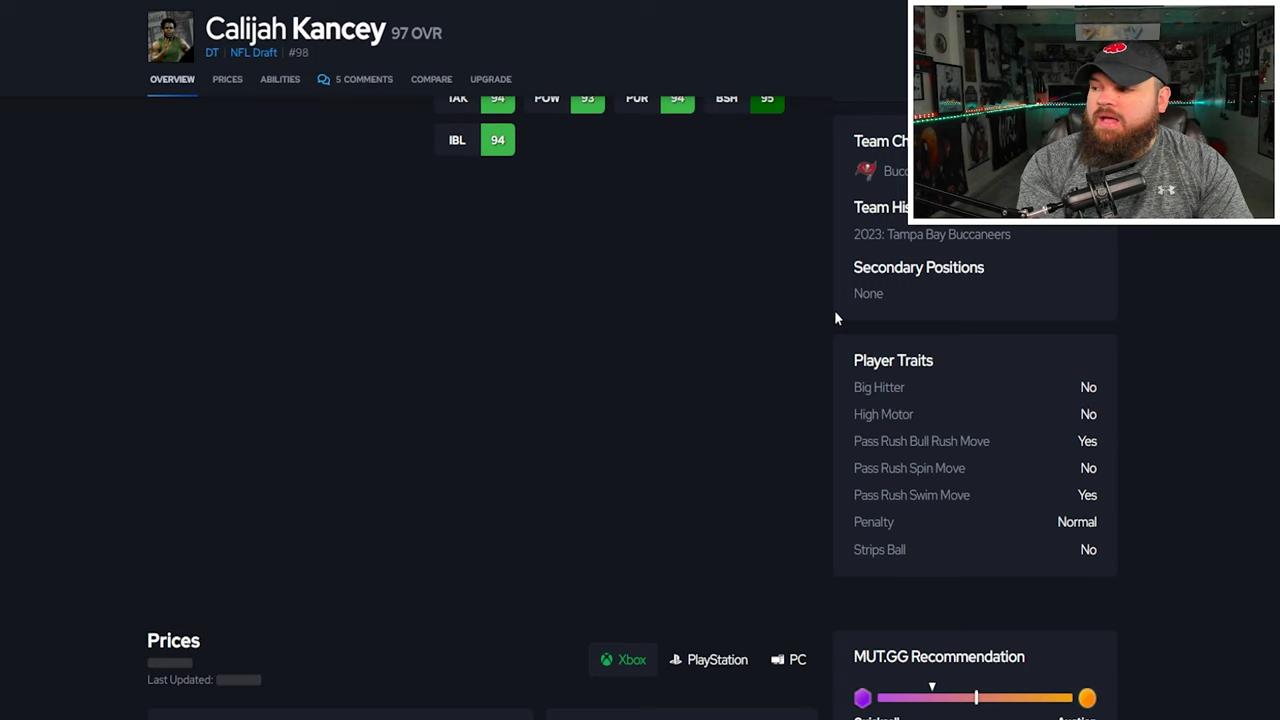 Calijah Kancey 97 OVR
DT | NFL Draft | #98
OVERVIEW PRICES ABILITIES 5 COMMENTS COMPARE UPGRADE
TAK 94 POW 93 PUR 94 BSH 95
IBL 94
Team Ch
Bucc
Team His
2023: Tampa Bay Buccaneers
Secondary Positions
None
Player Traits
Big Hitter No
High Motor No
Pass Rush Bull Rush Move Yes
Pass Rush Spin Move No
Pass Rush Swim Move Yes
Penalty Normal
Strips Ball No
Prices
Last Updated:
Xbox PlayStation PC
MUT.GG Recommendation